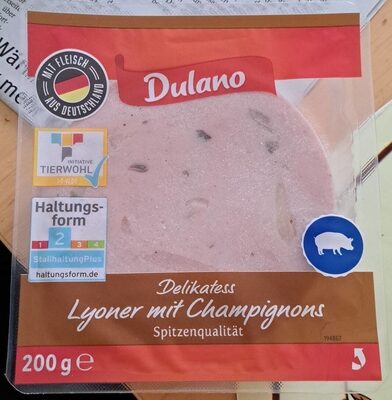 MIT FLEISCH
AUS DEUTSCHLAND
Dulano
INITIATIVE
TIERWOHL
Haltungs-
form
1 2 3 4
StallhaltungPlus
haltungsform.de
Delikatess
Lyoner mit Champignons
Spitzenqualität
194867
200 g e